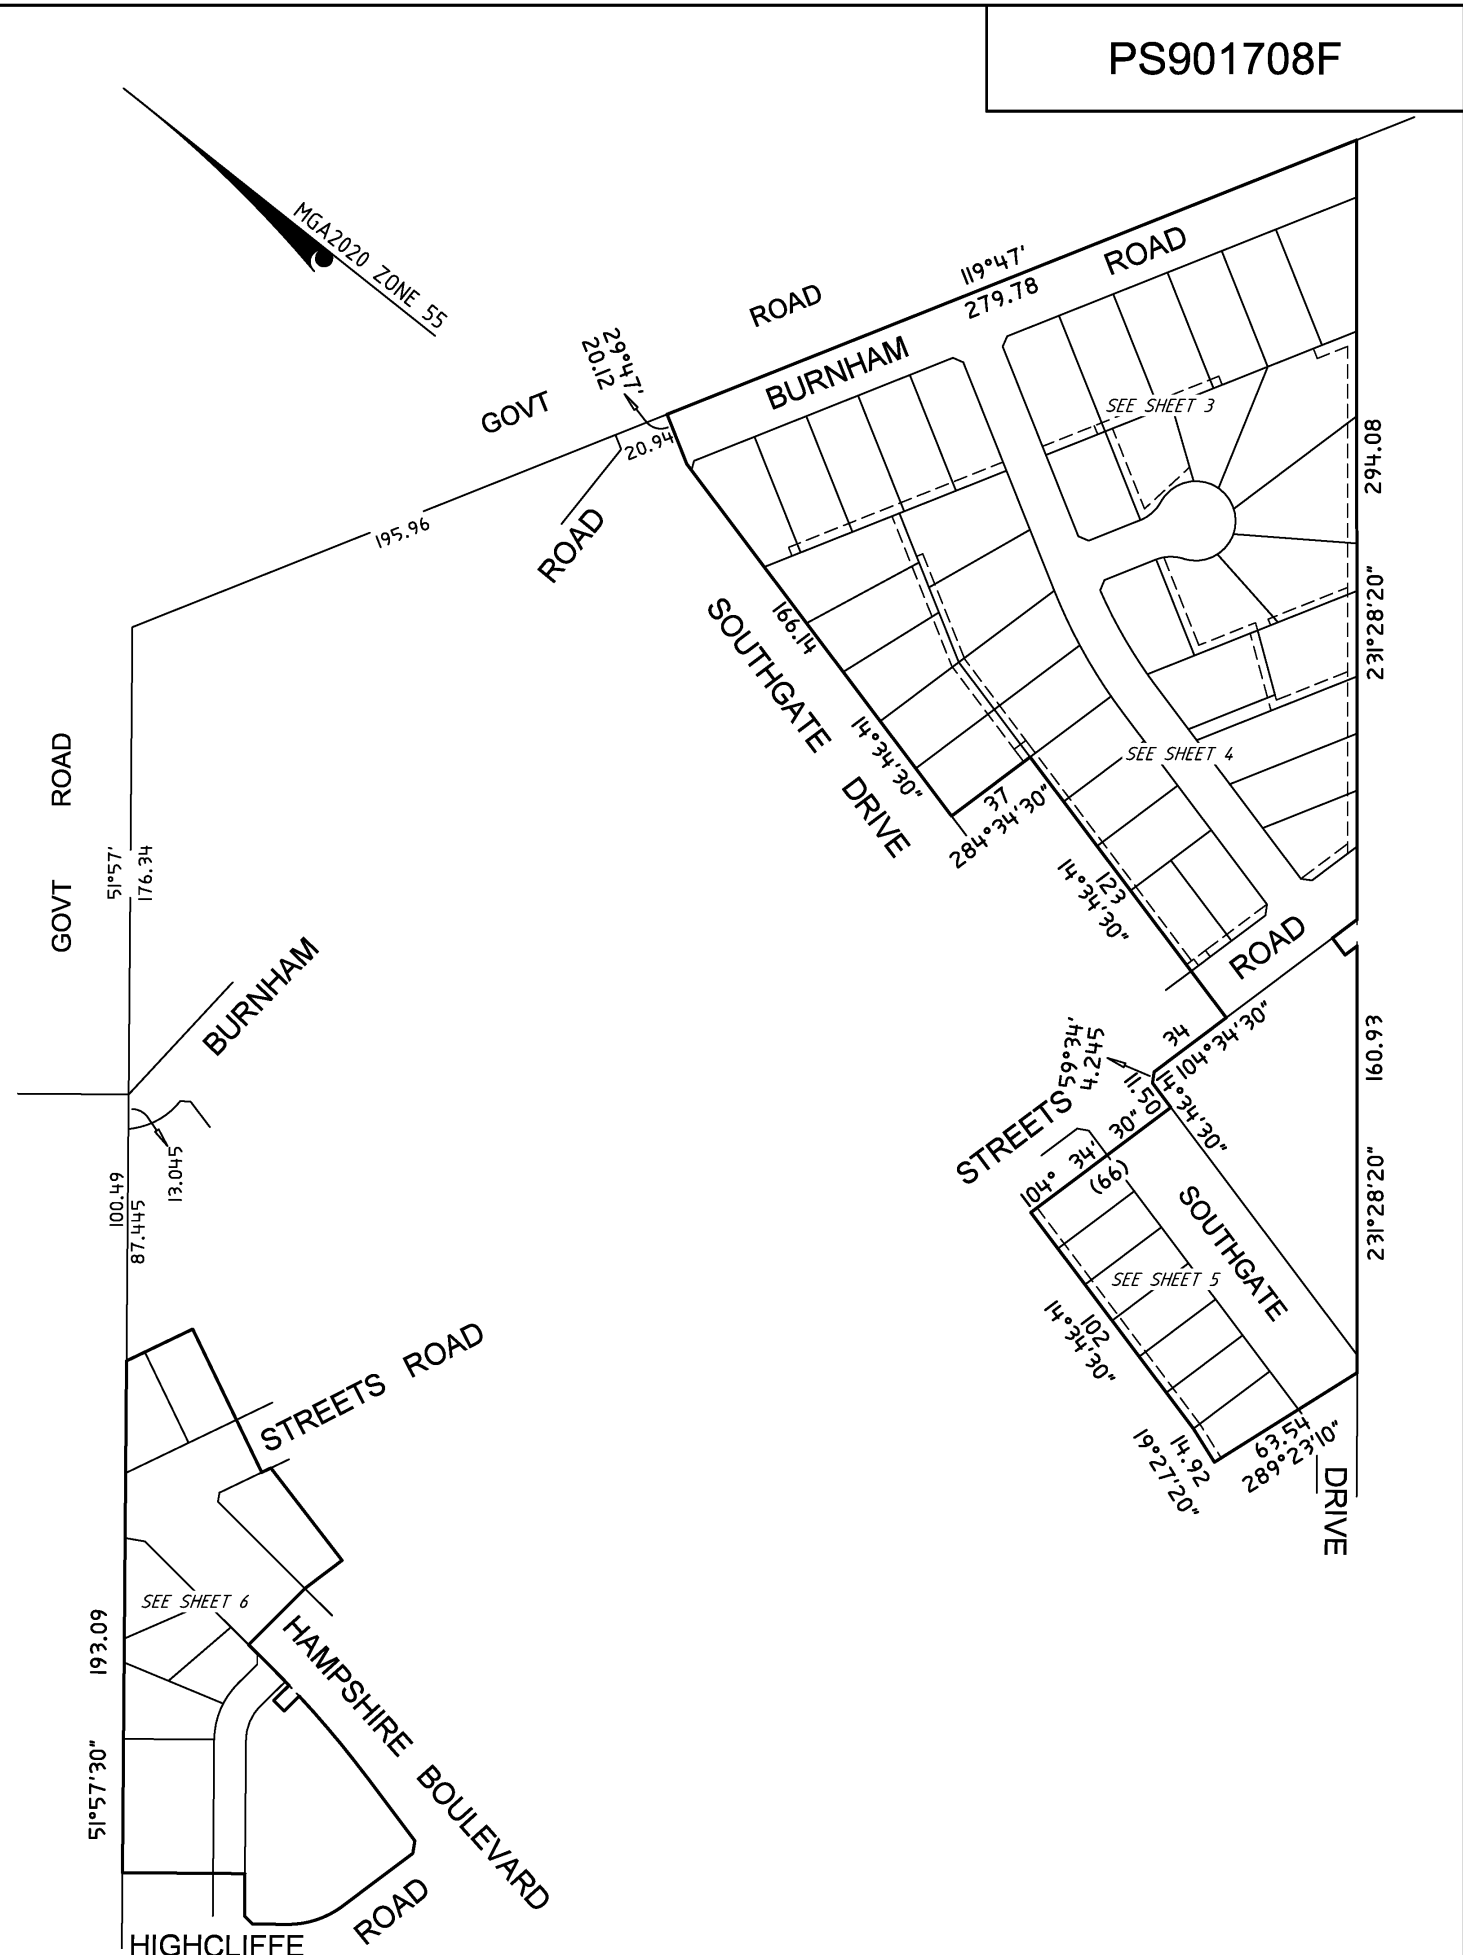 PS901708F
MGA2020 ZONE 55
119°47'
279.78
ROAD
ROAD
BURNHAM
29°47'
20.12
GOVT
20.94
195.96
ROAD
SEE SHEET 3
294.08
231°28'20"
166.14
SOUTHGATE
DRIVE
14°34'30"
SEE SHEET 4
37
284°34'30"
123
14°34'30"
ROAD
GOVT ROAD
51°57'
176.34
BURNHAM
13.045
100.49
87.445
34
104°34'30"
59°34'
4.245
11.50
14°34'30"
STREETS
104° 34' 30"
(66)
160.93
231°28'20"
SOUTHGATE
SEE SHEET 5
102
14°34'30"
14.92
19°27'20"
63.54
289°23'10"
DRIVE
STREETS ROAD
SEE SHEET 6
193.09
51°57'30"
HAMPSHIRE BOULEVARD
ROAD
HIGHCLIFFE